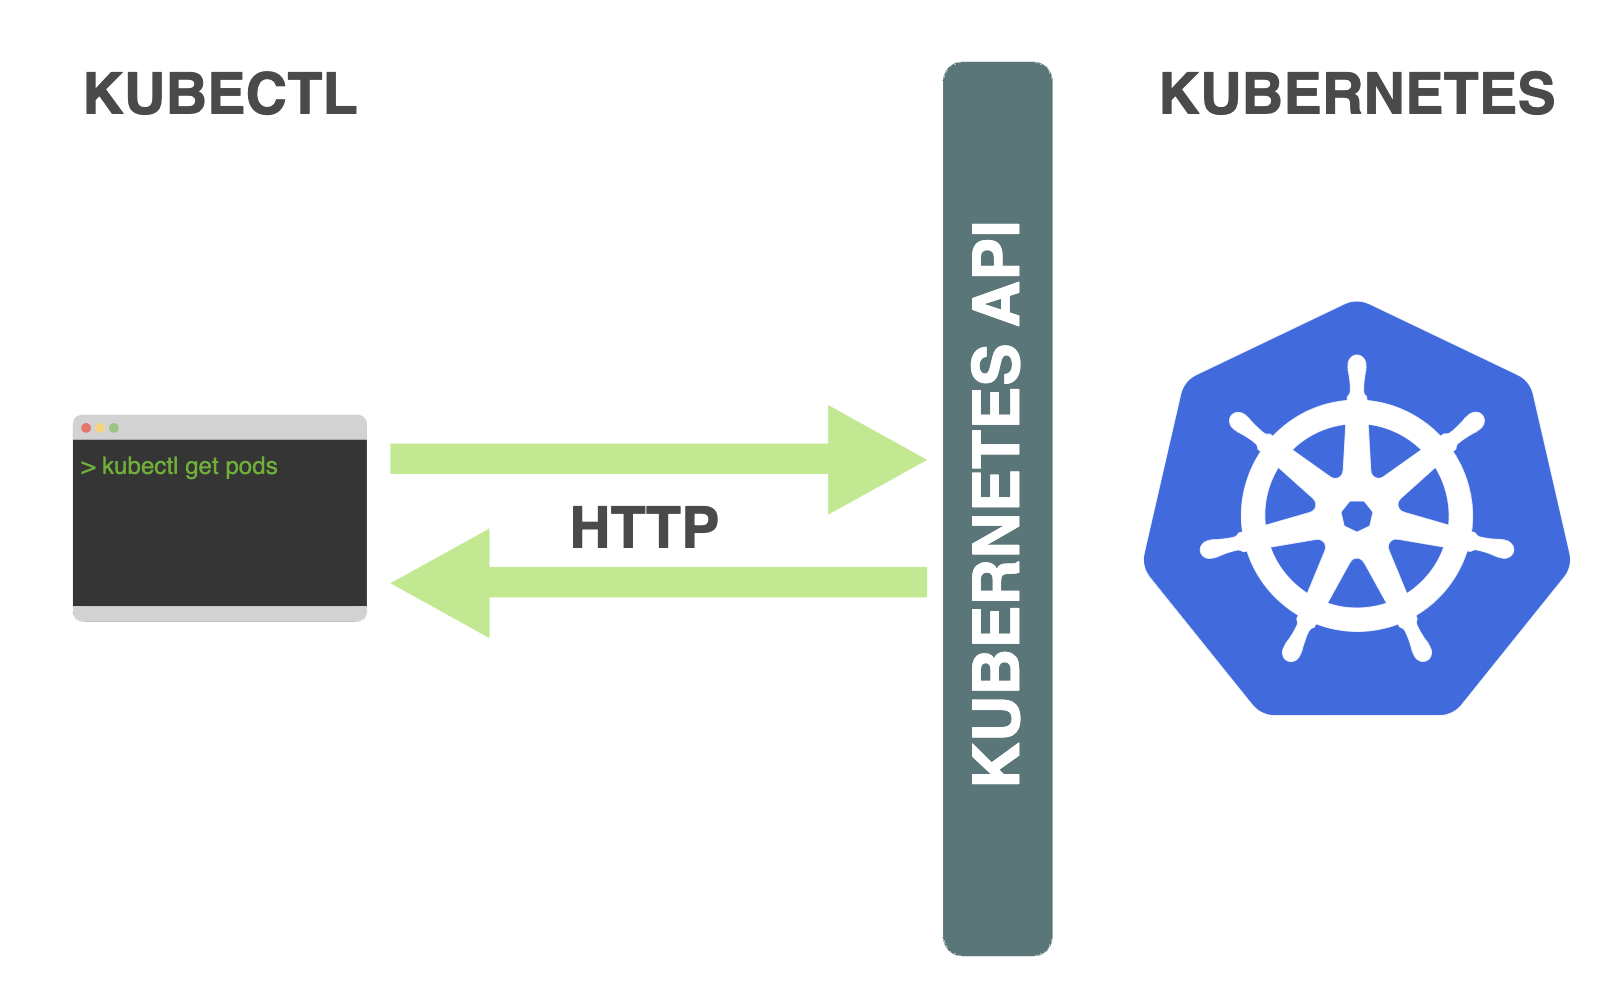 KUBECTL
KUBERNETES
> kubectl get pods
HTTP
KUBERNETES API